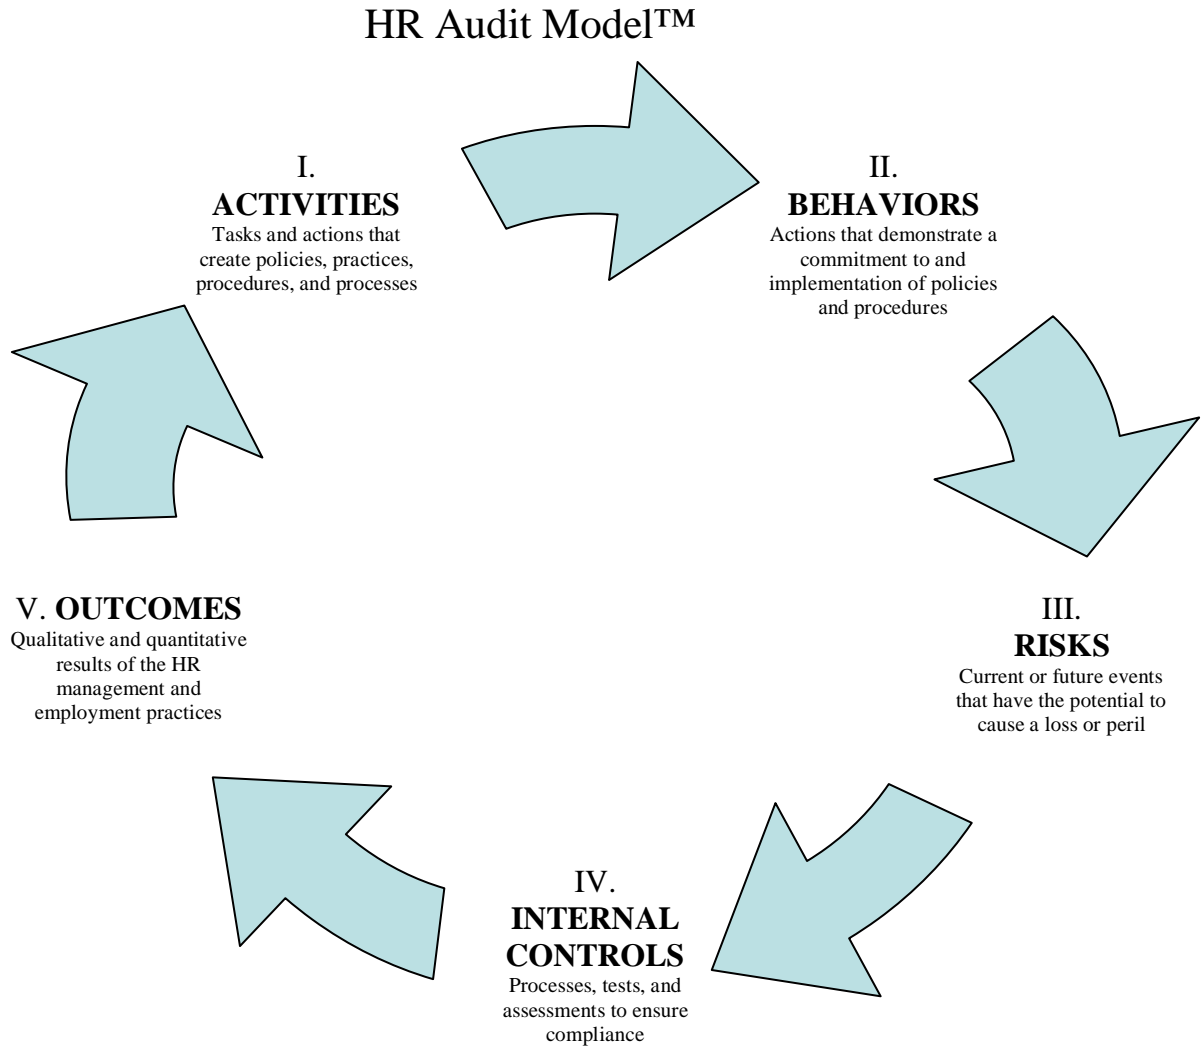 HR Audit Model™
I.
ACTIVITIES
Tasks and actions that
create policies, practices,
procedures, and processes
II.
BEHAVIORS
Actions that demonstrate a
commitment to and
implementation of policies
and procedures
III.
RISKS
Current or future events
that have the potential to
cause a loss or peril
IV.
INTERNAL
CONTROLS
Processes, tests, and
assessments to ensure
compliance
V. OUTCOMES
Qualitative and quantitative
results of the HR
management and
employment practices